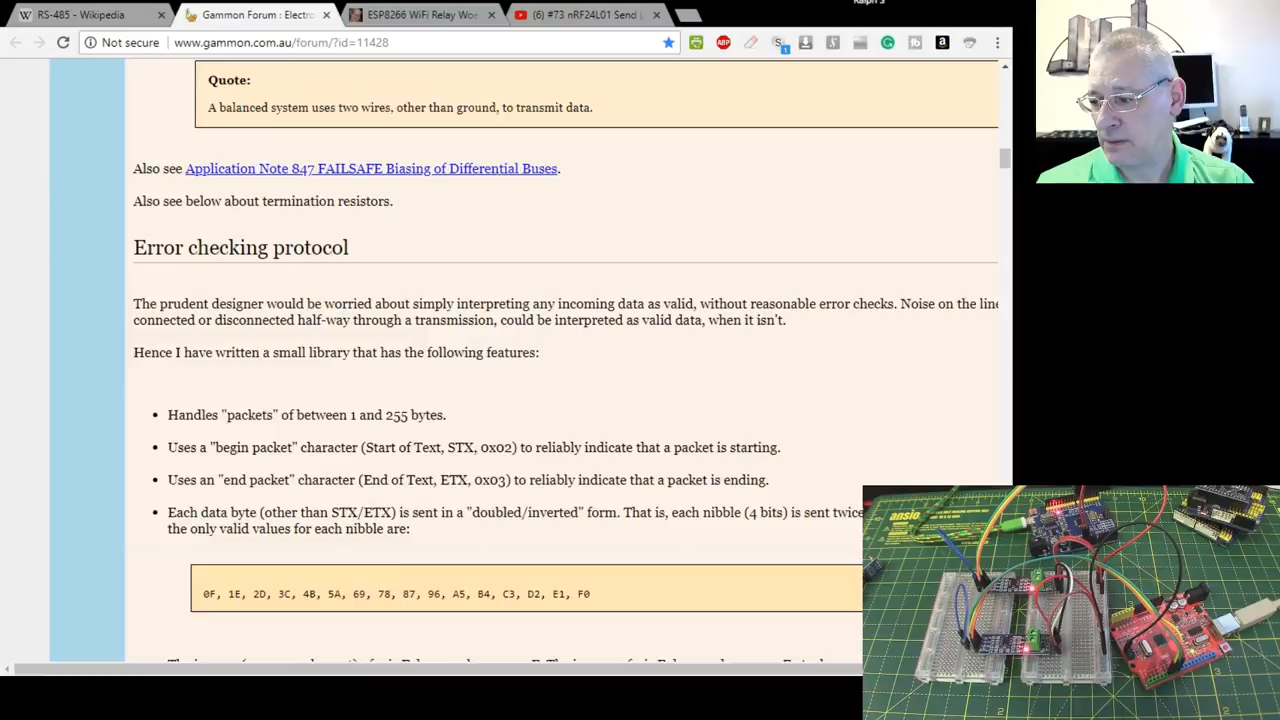 Ralph S
RS-485 - Wikipedia
Gammon Forum : Electro
ESP8266 WiFi Relay Wo
(6) #73 nRF24L01 Send
Not secure
www.gammon.com.au/forum/?id=11428
Quote:
A balanced system uses two wires, other than ground, to transmit data.
Also see Application Note 847 FAILSAFE Biasing of Differential Buses.
Also see below about termination resistors.
Error checking protocol
The prudent designer would be worried about simply interpreting any incoming data as valid, without reasonable error checks. Noise on the line
connected or disconnected half-way through a transmission, could be interpreted as valid data, when it isn't.
Hence I have written a small library that has the following features:
• Handles "packets" of between 1 and 255 bytes.
• Uses a "begin packet" character (Start of Text, STX, 0x02) to reliably indicate that a packet is starting.
• Uses an "end packet" character (End of Text, ETX, 0x03) to reliably indicate that a packet is ending.
• Each data byte (other than STX/ETX) is sent in a "doubled/inverted" form. That is, each nibble (4 bits) is sent twice
the only valid values for each nibble are:
0F, 1E, 2D, 3C, 4B, 5A, 69, 78, 87, 96, A5, B4, C3, D2, E1, F0
ABP
1
ansio